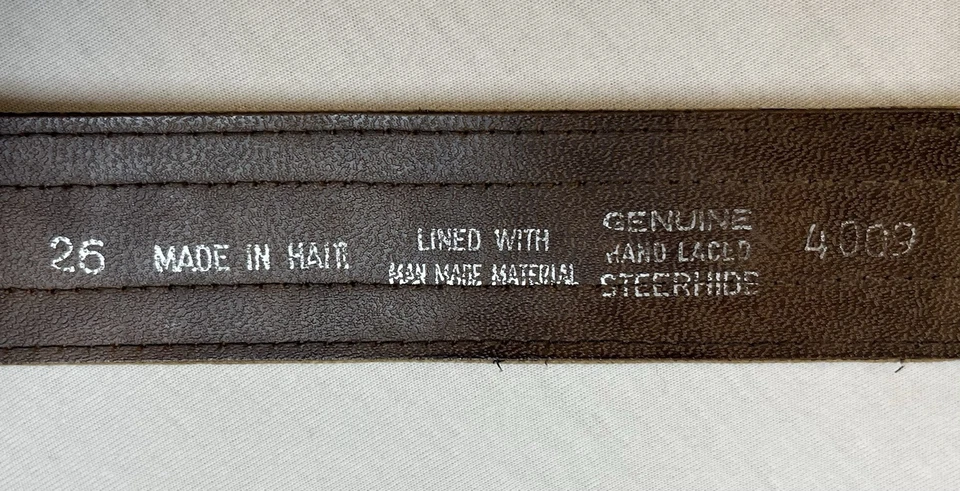 26
MADE IN HAITI
LINED WITH
MAN MADE MATERIAL
GENUINE
HAND LACED
STEERHIDE
4009